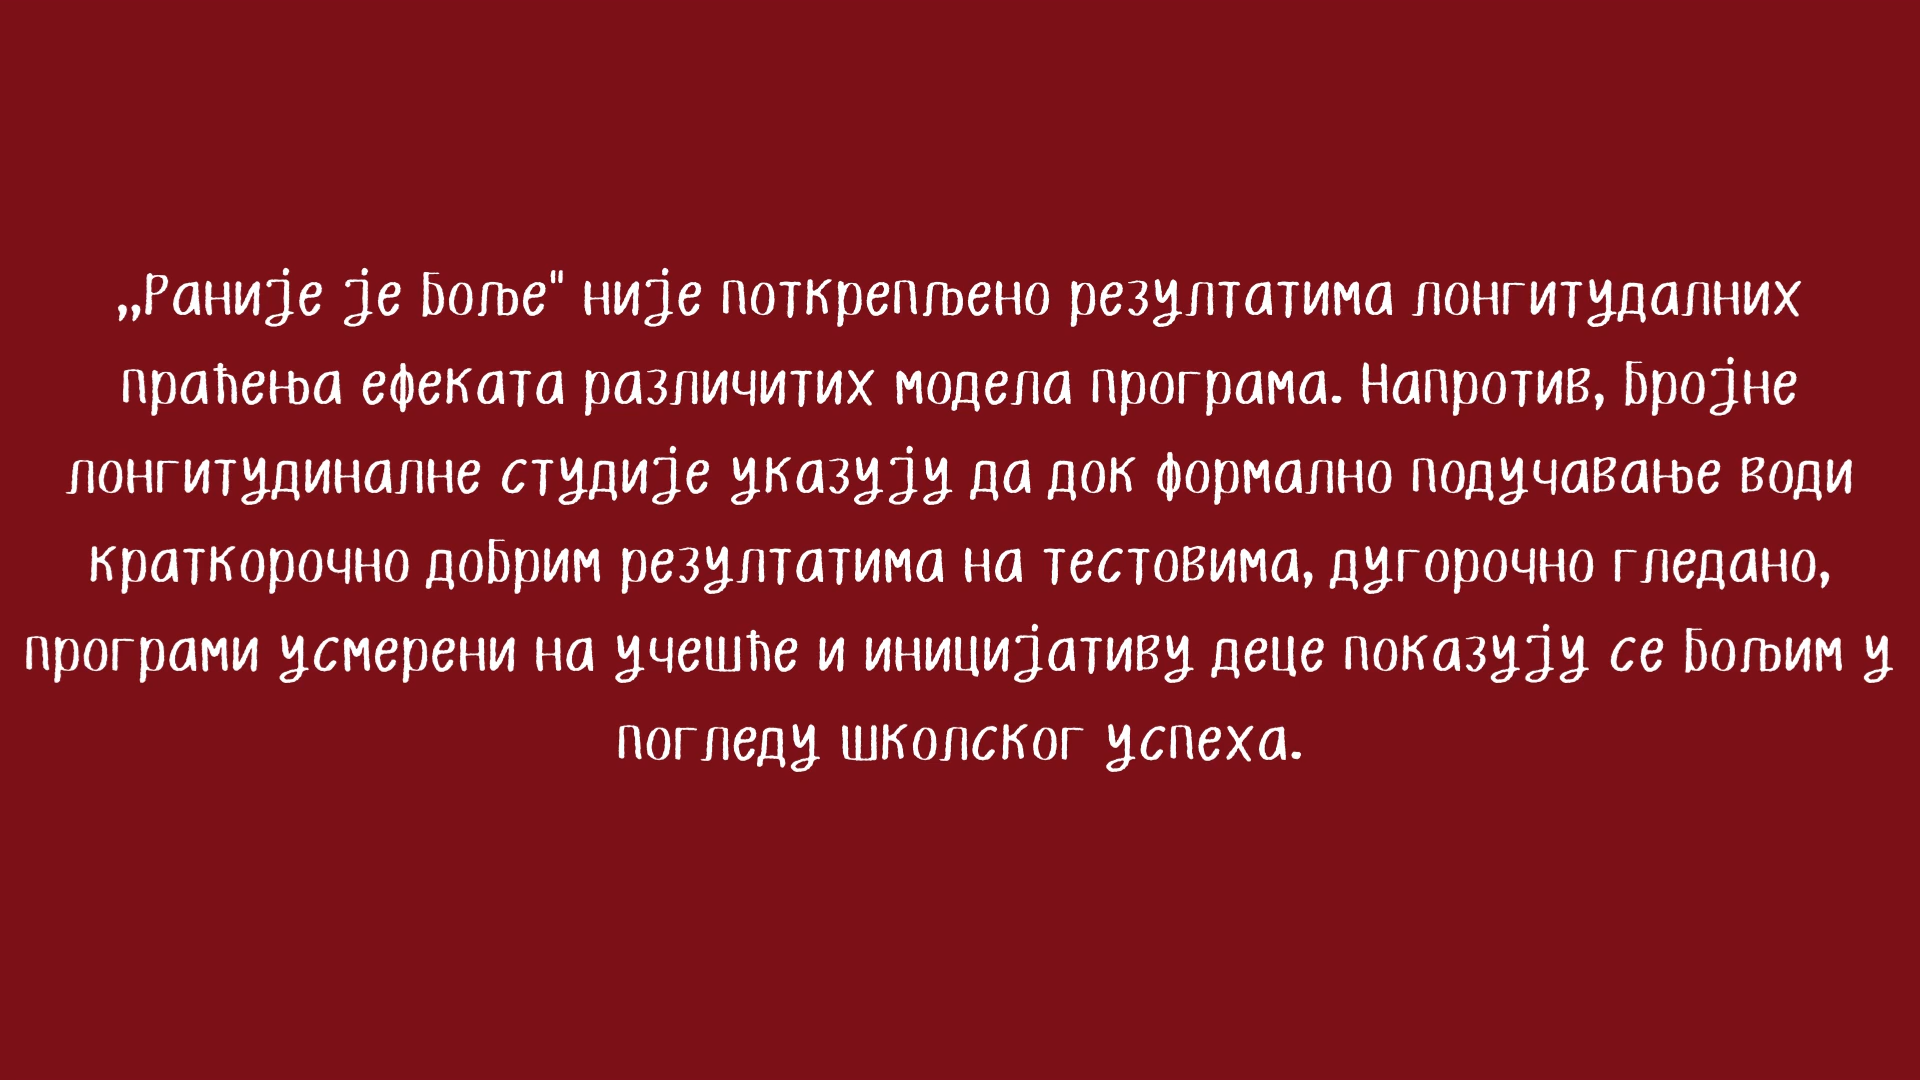 „Раније је боље" није поткрепљено резултатима лонгитудалних
праћења ефеката различитих модела програма. Напротив, бројне
лонгитудиналне студије указују да док формално подучавање води
краткорочно добрим резултатима на тестовима, дугорочно гледано,
програми усмерени на учешће и иницијативу деце показују се бољим у
погледу школског успеха.